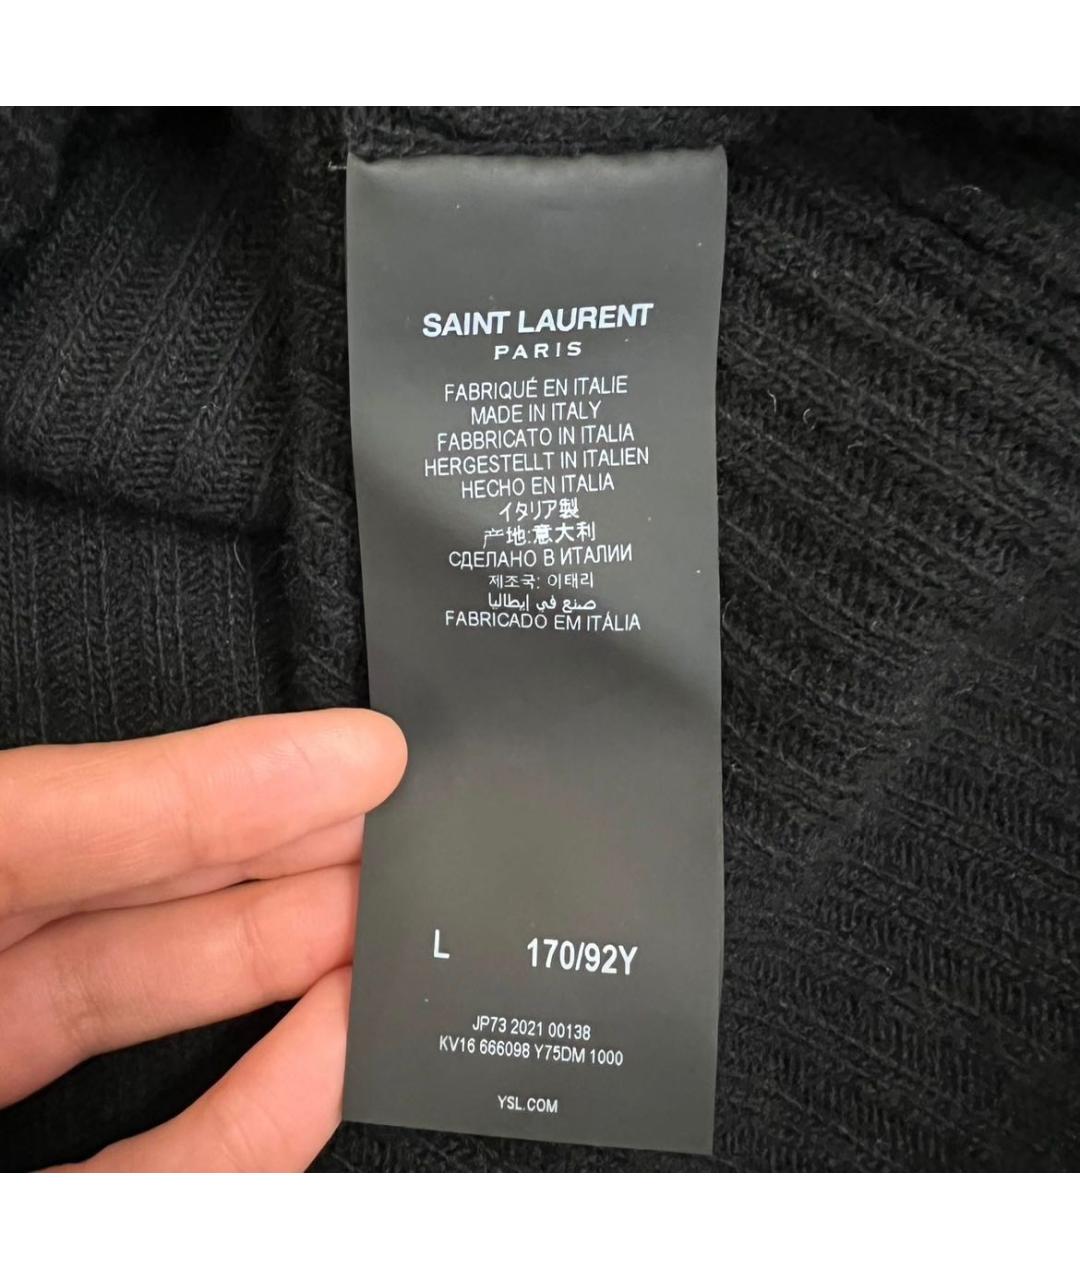 SAINT LAURENT
PARIS
FABRIQUÉ EN ITALIE
MADE IN ITALY
FABBRICATO IN ITALIA
HERGESTELLT IN ITALIEN
HECHO EN ITALIA
イタリア製
产地:意大利
СДЕЛАНО В ИТАЛИИ
제조국: 이태리
صنع في إيطاليا
FABRICADO EM ITÁLIA
L 170/92Y
JP73 2021 00138
KV16 666098 Y75DM 1000
YSL.COM